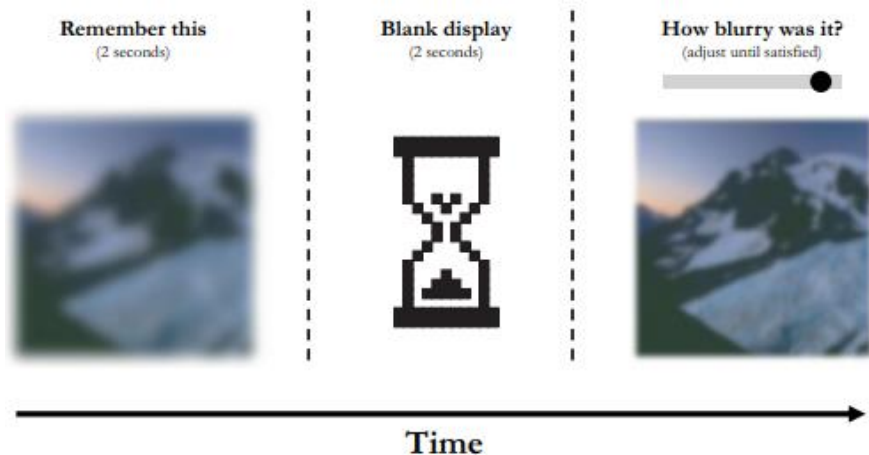 Remember this
(2 seconds)
Blank display
(2 seconds)
How blurry was it?
(adjust until satisfied)
Time